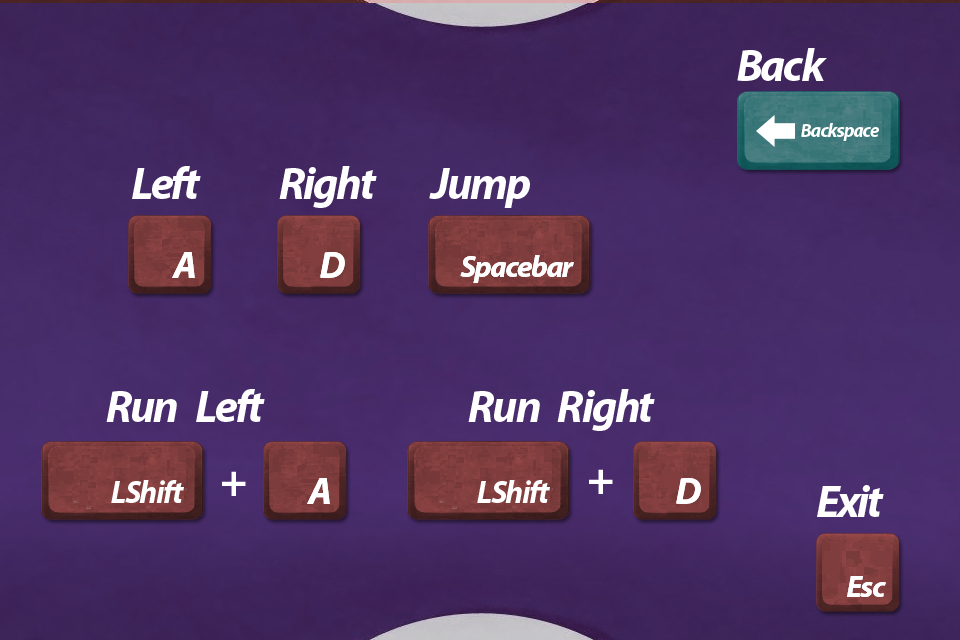 Back
Backspace
Left Right Jump
A D Spacebar
Run Left Run Right
LShift + A LShift + D
Exit
Esc